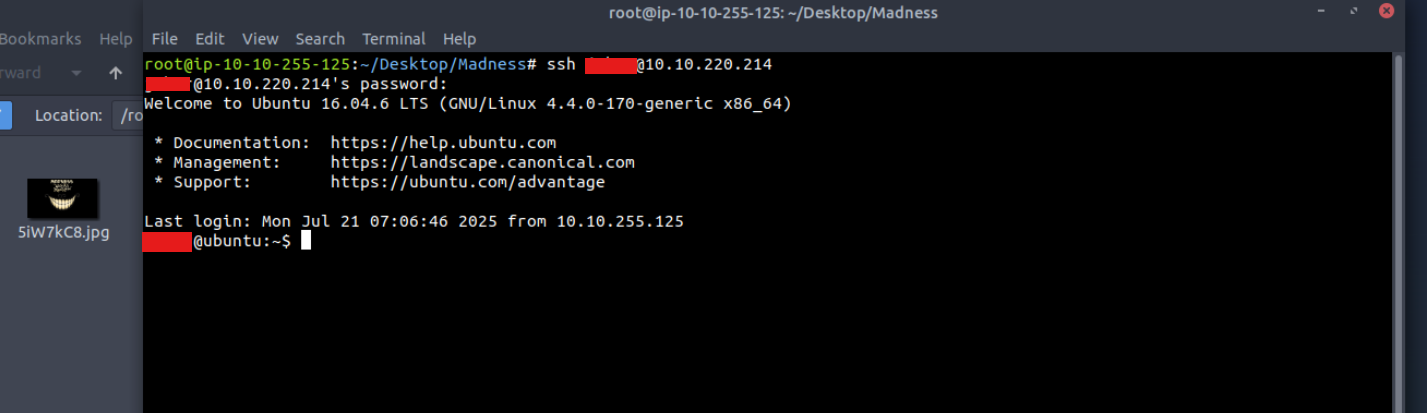 root@ip-10-10-255-125: ~/Desktop/Madness
Bookmarks Help
File Edit View Search Terminal Help
rward
Location: /ro
5iW7kC8.jpg
root@ip-10-10-255-125:~/Desktop/Madness# ssh @10.10.220.214
@10.10.220.214's password:
Welcome to Ubuntu 16.04.6 LTS (GNU/Linux 4.4.0-170-generic x86_64)
* Documentation: https://help.ubuntu.com
* Management: https://landscape.canonical.com
* Support: https://ubuntu.com/advantage
Last login: Mon Jul 21 07:06:46 2025 from 10.10.255.125
@ubuntu:~$